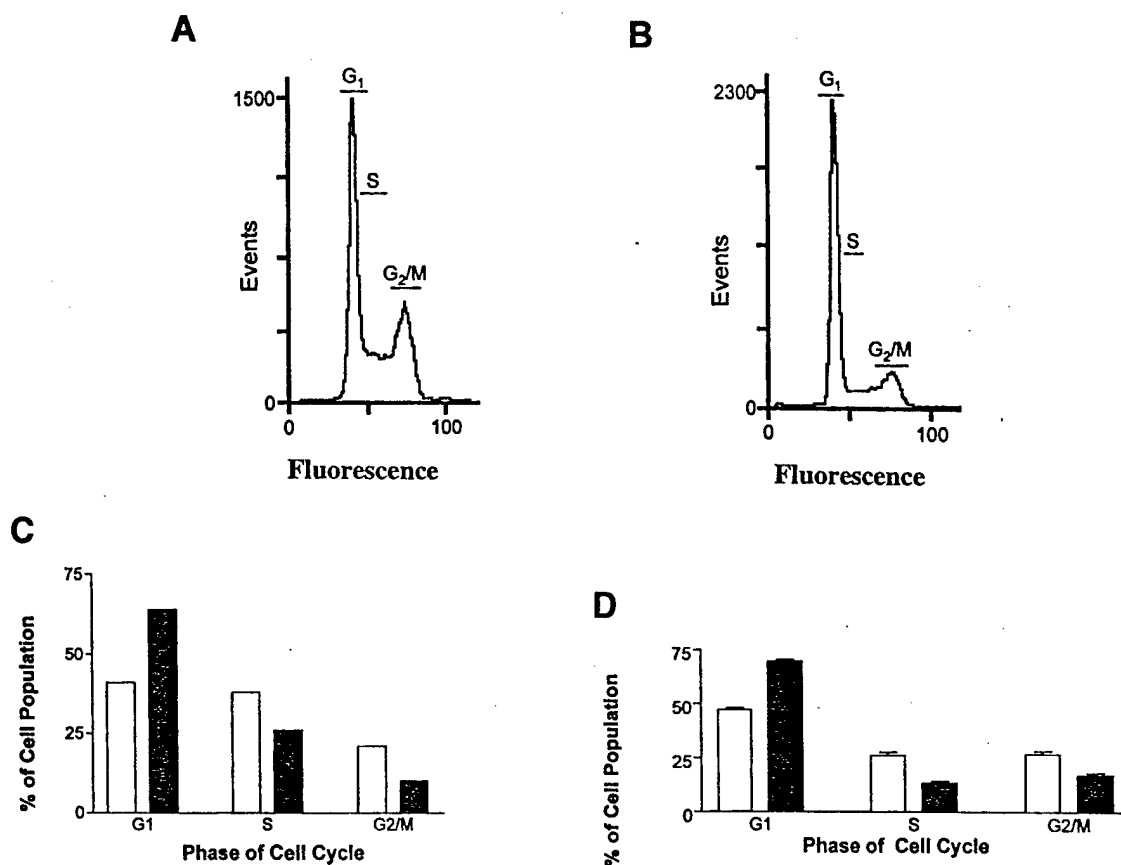 A
G1
1500
S
G2/M
Events
0
0
100
Fluorescence
B
G1
2300
S
G2/M
Events
0
0
100
Fluorescence
C
75
50
25
0
% of Cell Population
G1
S
G2/M
Phase of Cell Cycle
D
75
50
25
0
% of Cell Population
G1
S
G2/M
Phase of Cell Cycle